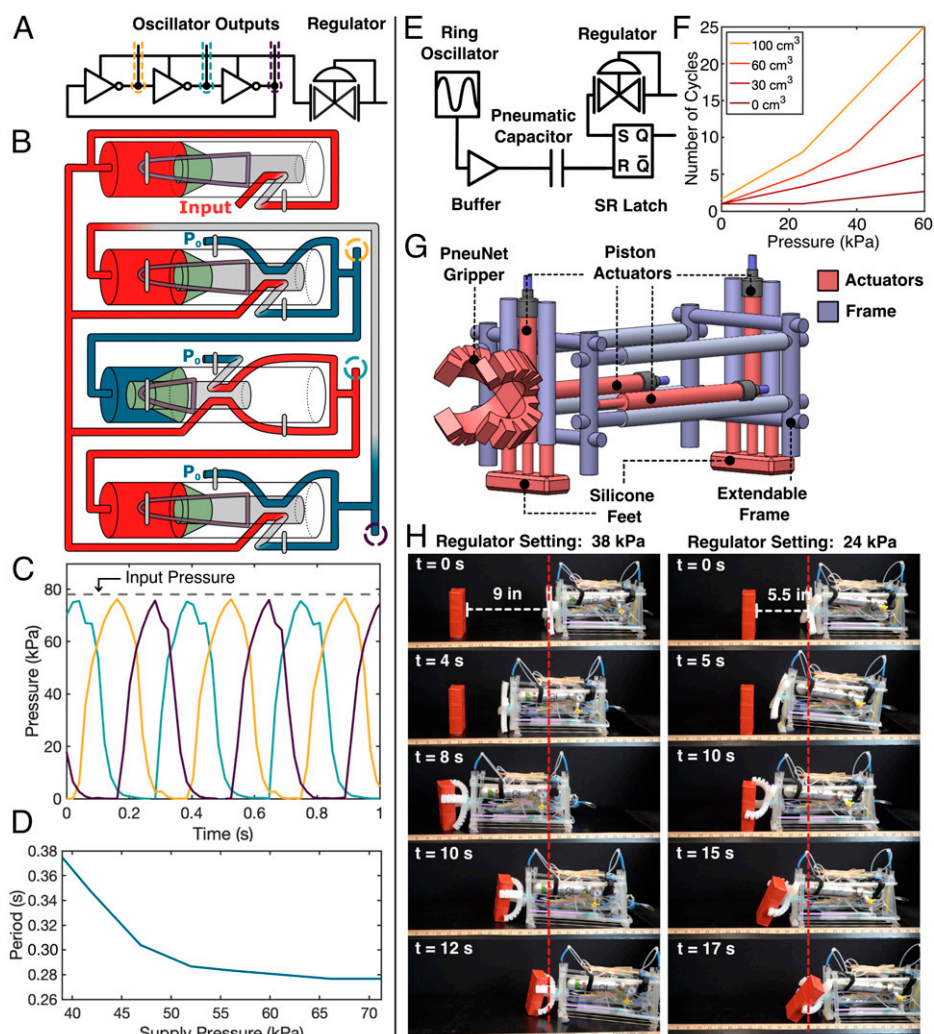 A
Oscillator Outputs
Regulator
B
Input
P₀
P₀
P₀
C
Input Pressure
Pressure (kPa)
80
60
40
20
0
0 0.2 0.4 0.6 0.8 1
Time (s)
D
Period (s)
0.38
0.36
0.34
0.32
0.30
0.28
0.26
40 45 50 55 60 65 70
Supply Pressure (kPa)
E
Ring
Oscillator
Regulator
Pneumatic
Capacitor
S Q
R Q̅
Buffer
SR Latch
F
Number of Cycles
25
20
15
10
5
0
100 cm³
60 cm³
30 cm³
0 cm³
0 20 40 60
Pressure (kPa)
G
PneuNet
Gripper
Piston
Actuators
Actuators
Frame
Silicone
Feet
Extendable
Frame
H
Regulator Setting: 38 kPa
t = 0 s
9 in
t = 4 s
t = 8 s
t = 10 s
t = 12 s
Regulator Setting: 24 kPa
t = 0 s
5.5 in
t = 5 s
t = 10 s
t = 15 s
t = 17 s